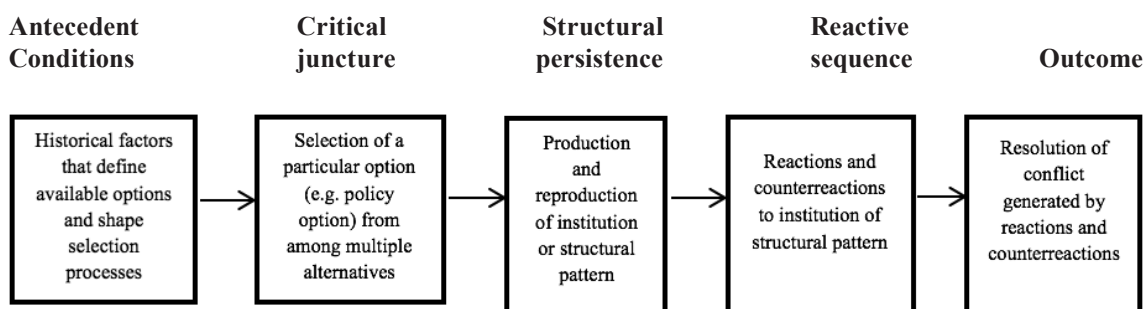 Antecedent
Conditions
Critical
juncture
Structural
persistence
Reactive
sequence
Outcome
Historical factors
that define
available options
and shape
selection
processes
Selection of a
particular option
(e.g. policy
option) from
among multiple
alternatives
Production
and
reproduction
of institution
or structural
pattern
Reactions and
counterreactions
to institution of
structural pattern
Resolution of
conflict
generated by
reactions and
counterreactions